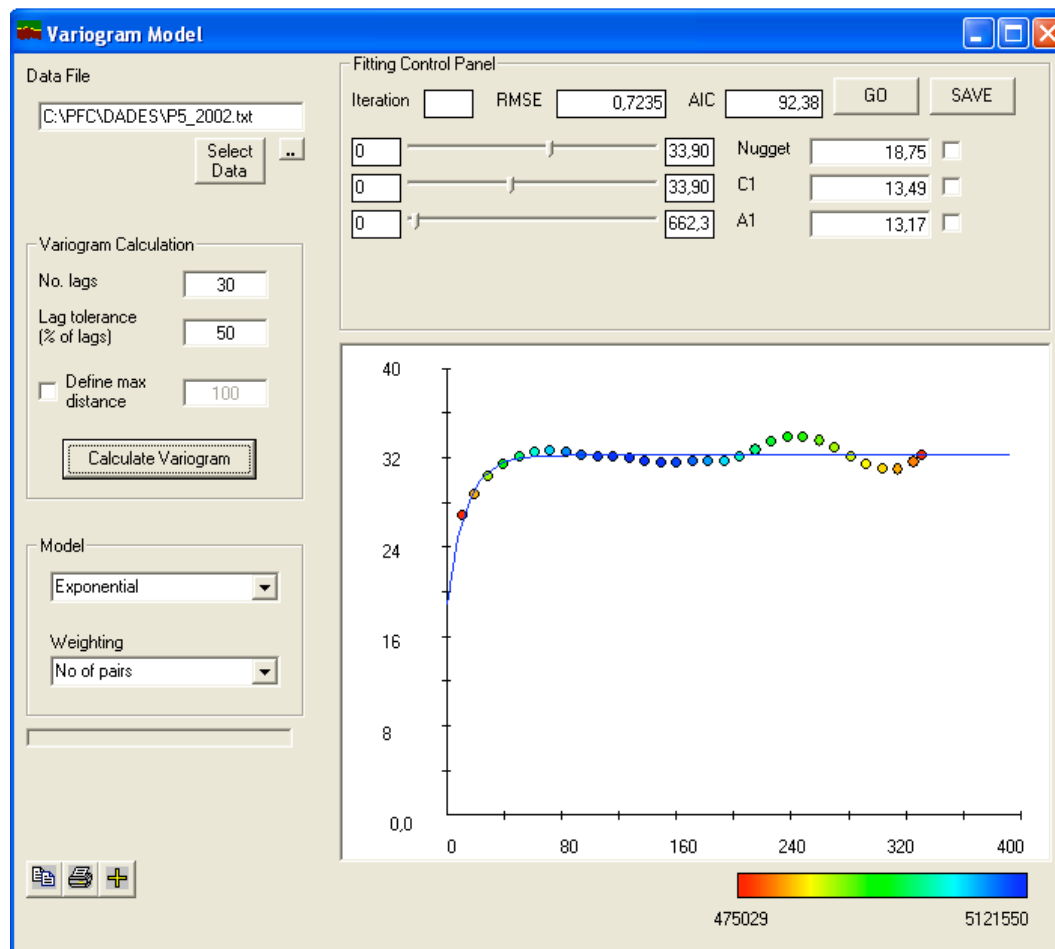 Variogram Model
Data File
C:\PFC\DADES\P5_2002.txt
Select
Data
..
Variogram Calculation
No. lags 30
Lag tolerance
(% of lags) 50
Define max
distance 100
Calculate Variogram
Model
Exponential
Weighting
No of pairs
Fitting Control Panel
Iteration RMSE 0,7235 AIC 92,38 GO SAVE
0 33,90 Nugget 18,75
0 33,90 C1 13,49
0 662,3 A1 13,17
40
32
24
16
8
0,0
0 80 160 240 320 400
475029 5121550